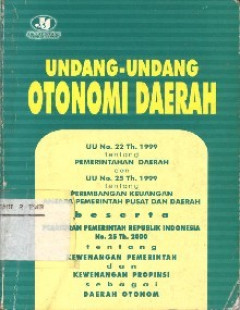 UNDANG-UNDANG
OTONOMI DAERAH
UU No. 22 Th. 1999
tentang
PEMERINTAHAN DAERAH
dan
UU No. 25 Th. 1999
tentang
PERIMBANGAN KEUANGAN
PEMERINTAH PUSAT DAN DAERAH
beserta
PEMERINTAH REPUBLIK INDONESIA
No. 25 Th. 2000
tentang
KEWENANGAN PEMERINTAH
dan
KEWENANGAN PROPINSI
sebagai
DAERAH OTONOM